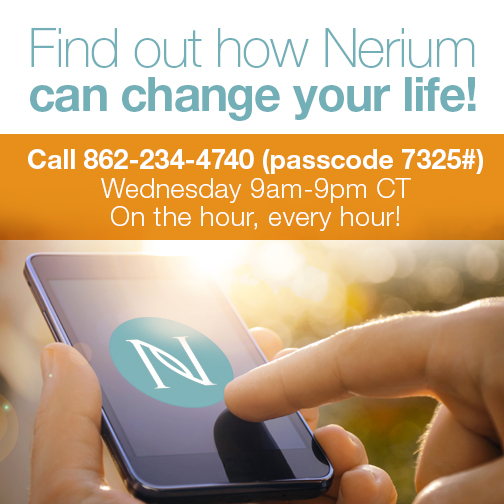 Find out how Nerium
can change your life!
Call 862-234-4740 (passcode 7325#)
Wednesday 9am-9pm CT
On the hour, every hour!
N